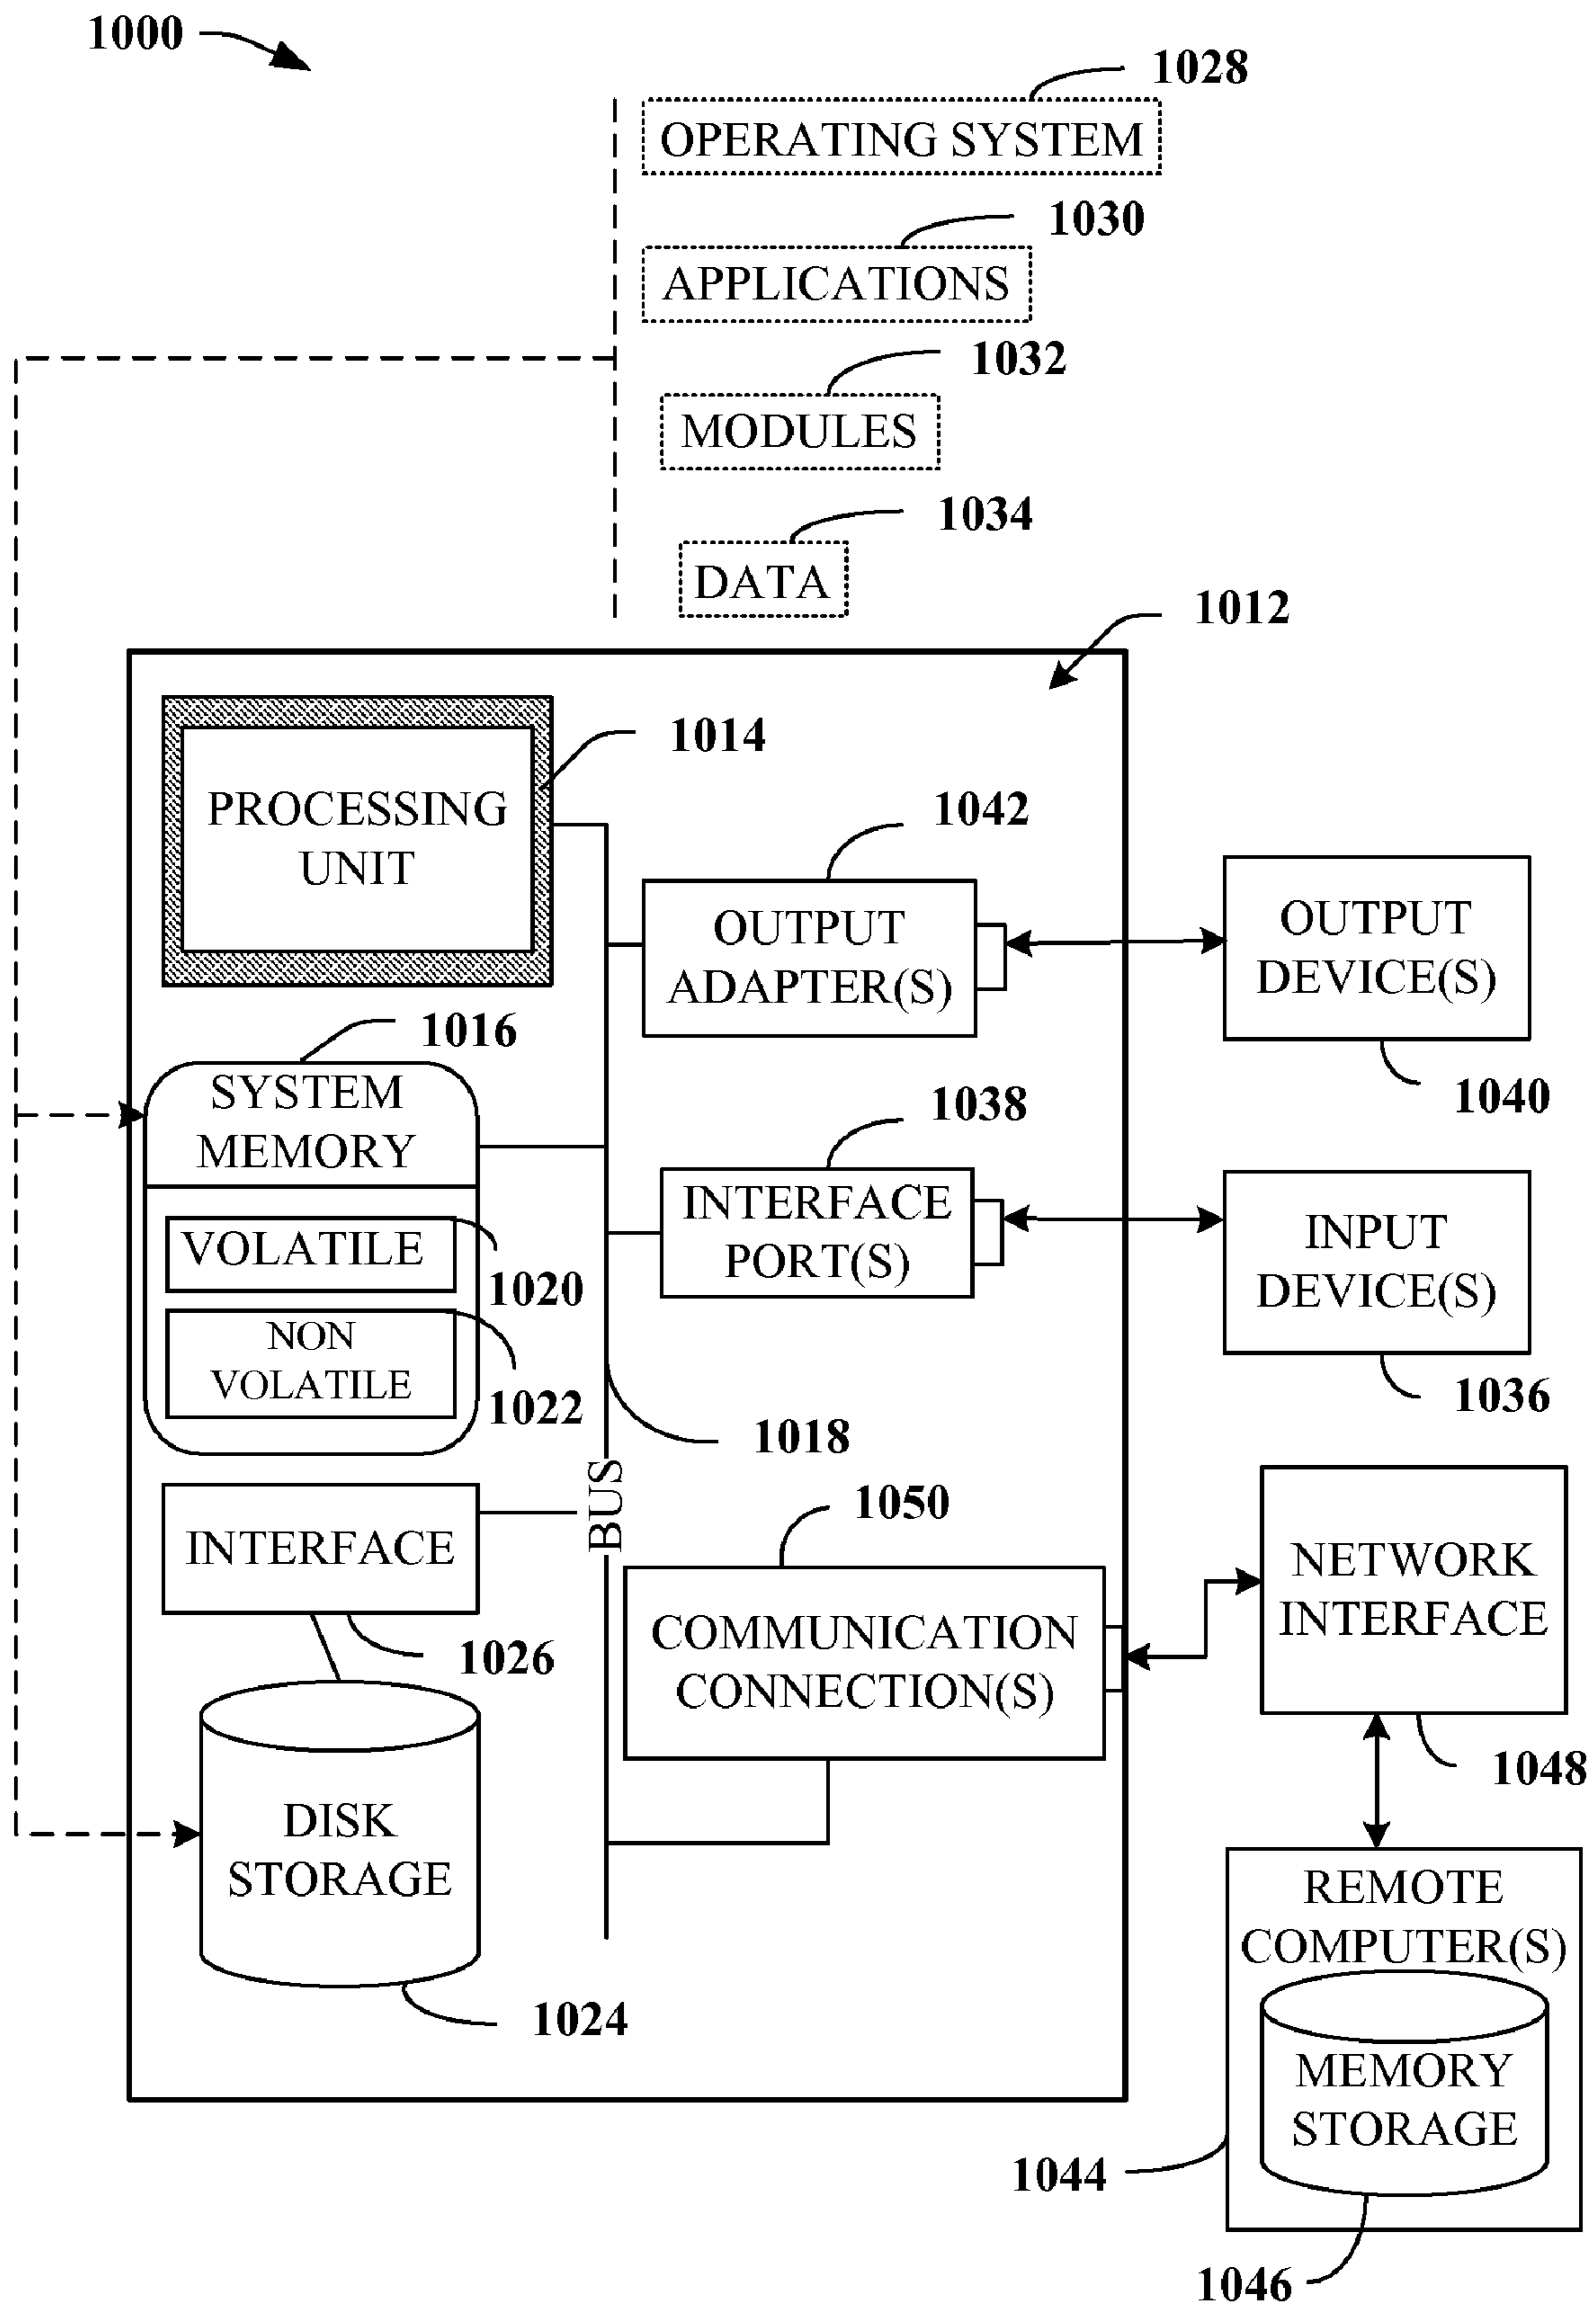 1000
1028
OPERATING SYSTEM
1030
APPLICATIONS
1032
MODULES
1034
DATA
1012
1014
PROCESSING
UNIT
1042
OUTPUT
ADAPTER(S)
OUTPUT
DEVICE(S)
1040
1016
SYSTEM
MEMORY
1038
INTERFACE
PORT(S)
INPUT
DEVICE(S)
1036
VOLATILE
1020
NON
VOLATILE
1022
1018
BUS
INTERFACE
1026
1050
COMMUNICATION
CONNECTION(S)
NETWORK
INTERFACE
1048
DISK
STORAGE
1024
REMOTE
COMPUTER(S)
MEMORY
STORAGE
1044
1046